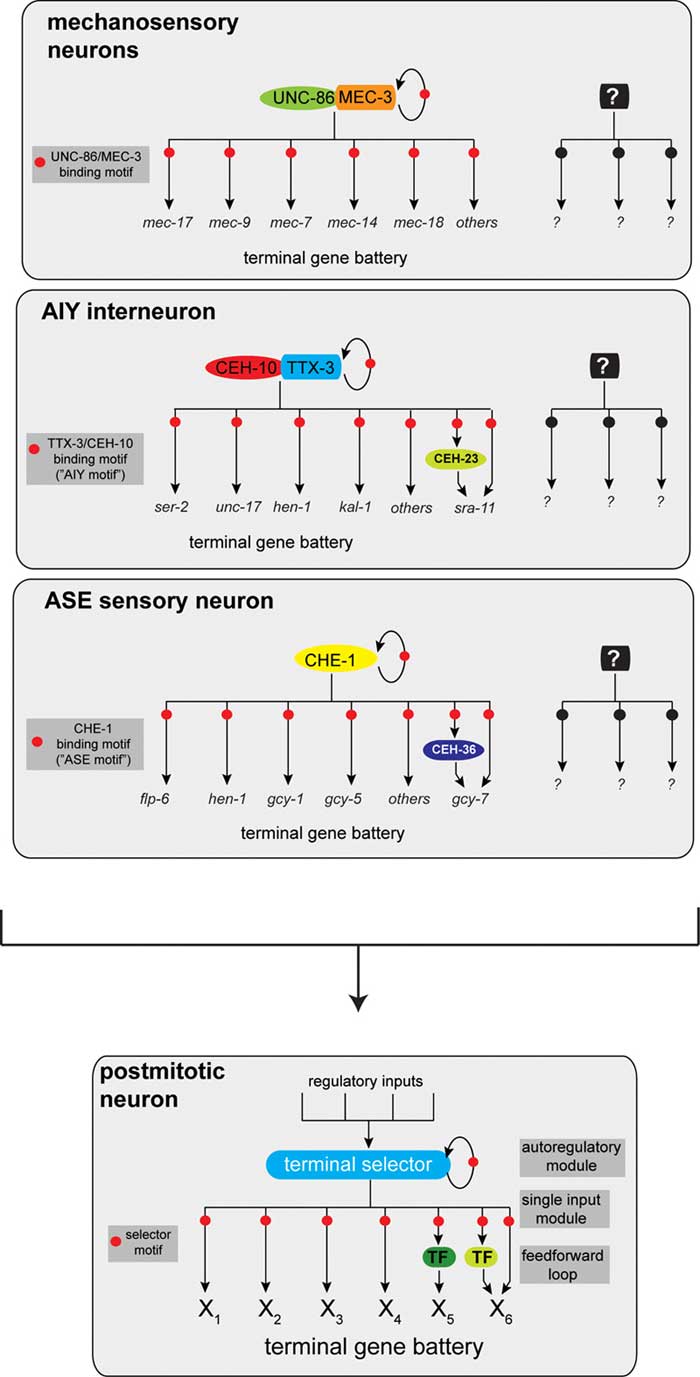 mechanosensory
neurons
UNC-86 MEC-3
?
UNC-86/MEC-3
binding motif
mec-17 mec-9 mec-7 mec-14 mec-18 others ? ? ?
terminal gene battery
AIY interneuron
CEH-10 TTX-3
?
TTX-3/CEH-10
binding motif
("AIY motif")
CEH-23
ser-2 unc-17 hen-1 kal-1 others sra-11 ? ? ?
terminal gene battery
ASE sensory neuron
CHE-1
?
CHE-1
binding motif
("ASE motif")
CEH-36
flp-6 hen-1 gcy-1 gcy-5 others gcy-7 ? ? ?
terminal gene battery
postmitotic
neuron
regulatory inputs
terminal selector
autoregulatory
module
single input
module
selector
motif
TF TF
feedforward
loop
X1 X2 X3 X4 X5 X6
terminal gene battery